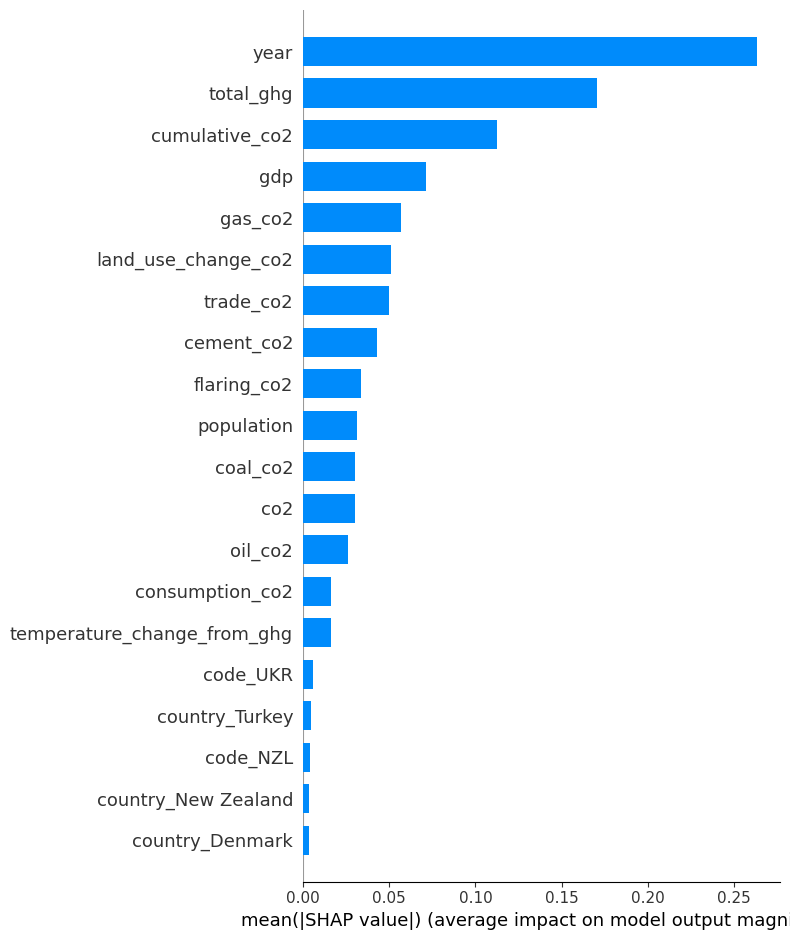 year
total_ghg
cumulative_co2
gdp
gas_co2
land_use_change_co2
trade_co2
cement_co2
flaring_co2
population
coal_co2
co2
oil_co2
consumption_co2
temperature_change_from_ghg
code_UKR
country_Turkey
code_NZL
country_New Zealand
country_Denmark
0.00 0.05 0.10 0.15 0.20 0.25
mean(|SHAP value|) (average impact on model output magni